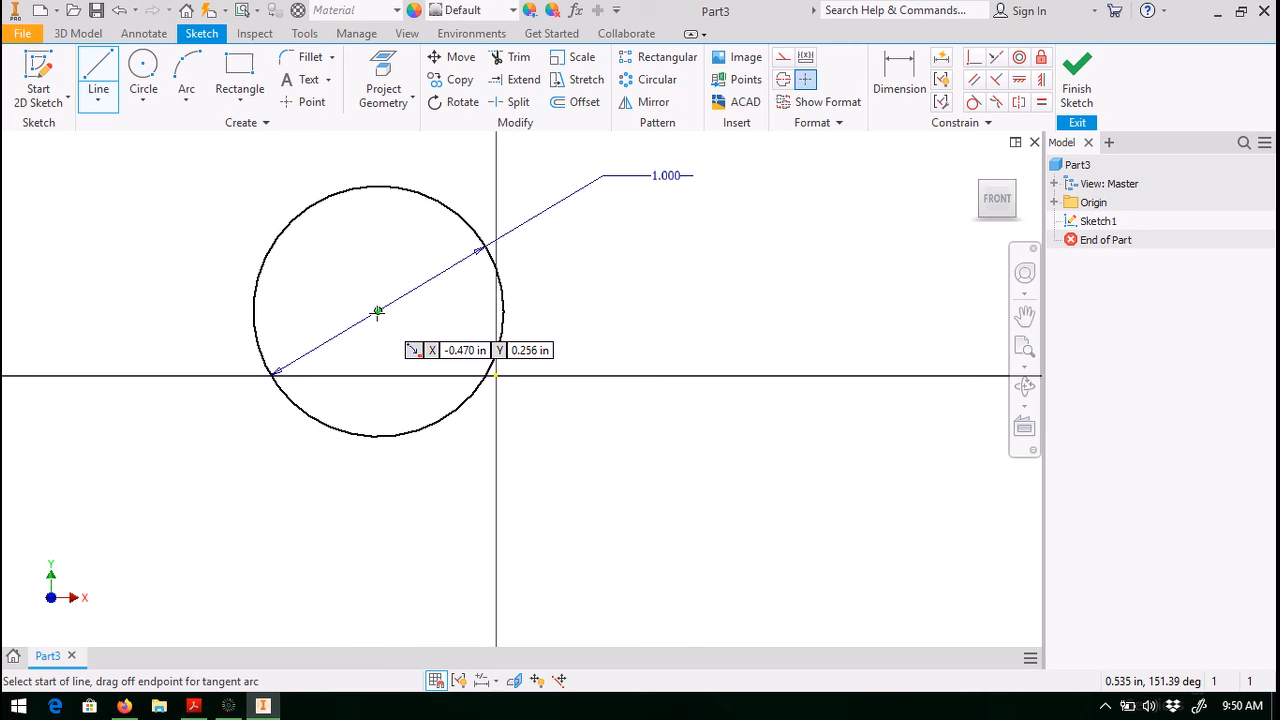 PRO Material Default fx Part3 Search Help & Commands... Sign In
File 3D Model Annotate Sketch Inspect Tools Manage View Environments Get Started Collaborate
Start 2D Sketch
Line
Circle
Arc
Rectangle
Fillet
Text
Point
Project Geometry
Move Trim Scale
Copy Extend Stretch
Rotate Split Offset
Rectangular
Circular
Mirror
Image
Points
ACAD
Show Format
Dimension
Finish Sketch
Sketch Create Modify Pattern Insert Format Constrain Exit
Model
Part3
View: Master
Origin
Sketch1
End of Part
FRONT
1.000
X -0.470 in Y 0.256 in
Y
X
Part3
Select start of line, drag off endpoint for tangent arc
0.535 in, 151.39 deg 1 1
9:50 AM